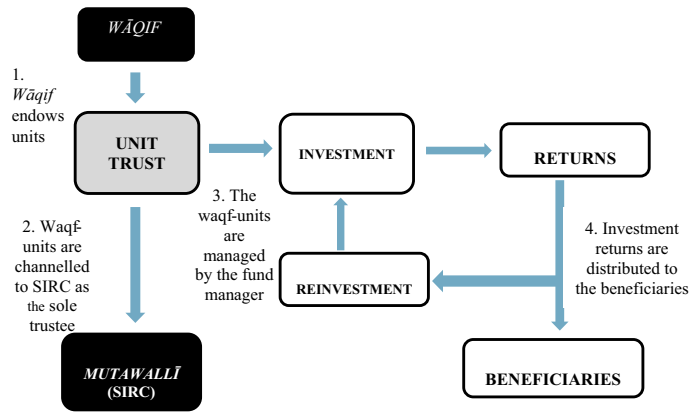 WĀQIF
1.
Wāqif
endows
units
UNIT
TRUST
INVESTMENT
RETURNS
2. Waqf-
units are
channelled
to SIRC as
the sole
trustee
3. The
waqf-units
are
managed
by the fund
manager
REINVESTMENT
4. Investment
returns are
distributed to
the beneficiaries
MUTAWALLĪ
(SIRC)
BENEFICIARIES